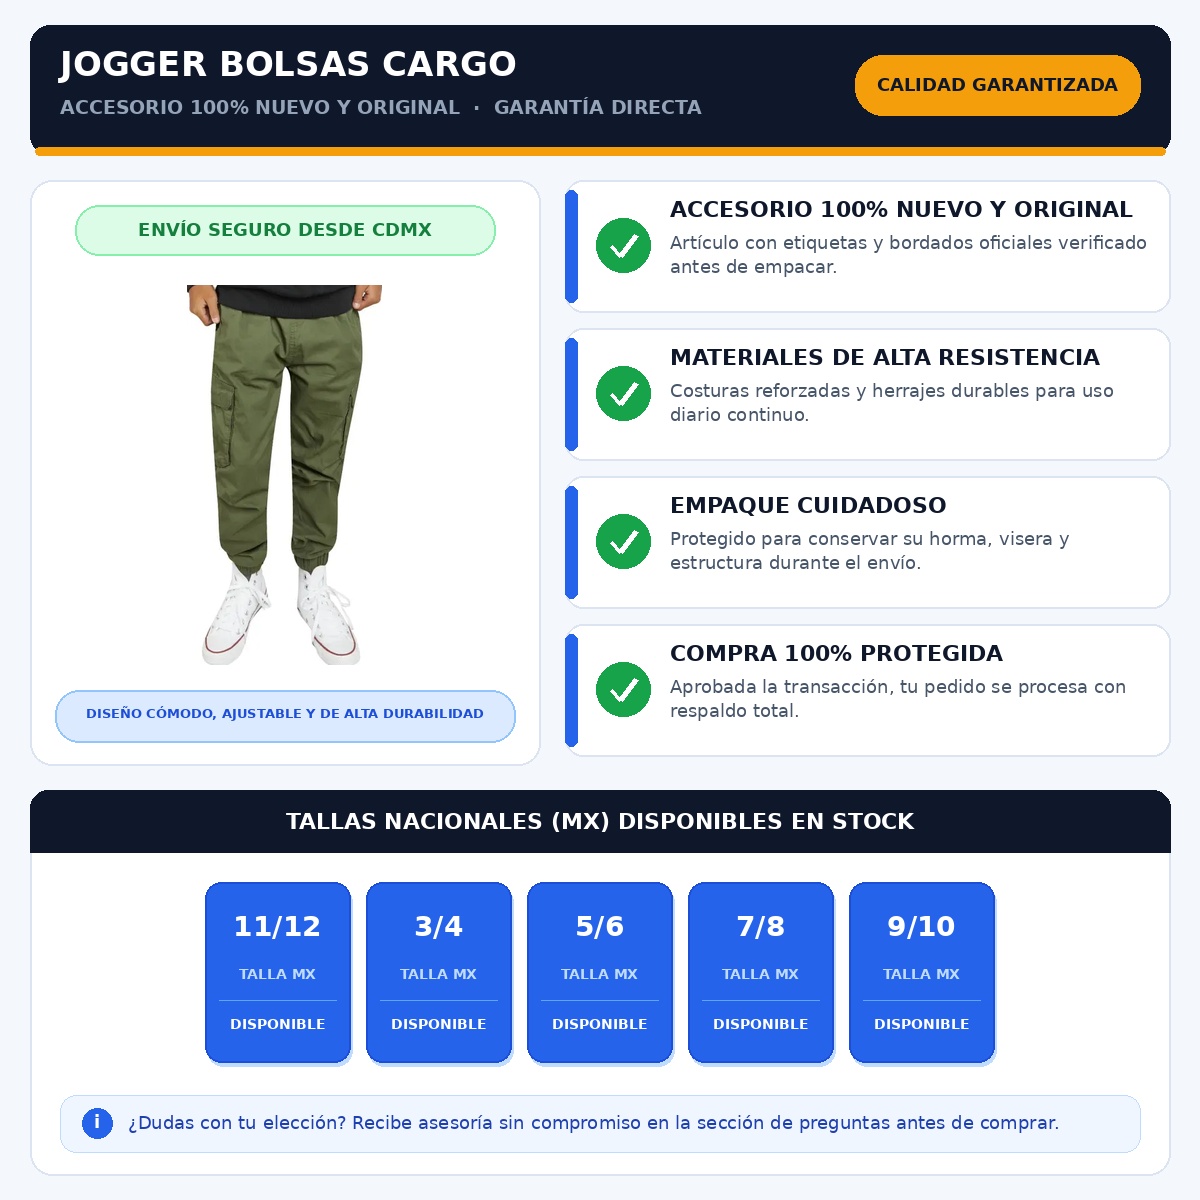 JOGGER BOLSAS CARGO
ACCESORIO 100% NUEVO Y ORIGINAL · GARANTÍA DIRECTA
CALIDAD GARANTIZADA
ENVÍO SEGURO DESDE CDMX
DISEÑO CÓMODO, AJUSTABLE Y DE ALTA DURABILIDAD
ACCESORIO 100% NUEVO Y ORIGINAL
Artículo con etiquetas y bordados oficiales verificado
antes de empacar.
MATERIALES DE ALTA RESISTENCIA
Costuras reforzadas y herrajes durables para uso
diario continuo.
EMPAQUE CUIDADOSO
Protegido para conservar su horma, visera y
estructura durante el envío.
COMPRA 100% PROTEGIDA
Aprobada la transacción, tu pedido se procesa con
respaldo total.
TALLAS NACIONALES (MX) DISPONIBLES EN STOCK
11/12
TALLA MX
DISPONIBLE
3/4
TALLA MX
DISPONIBLE
5/6
TALLA MX
DISPONIBLE
7/8
TALLA MX
DISPONIBLE
9/10
TALLA MX
DISPONIBLE
i ¿Dudas con tu elección? Recibe asesoría sin compromiso en la sección de preguntas antes de comprar.